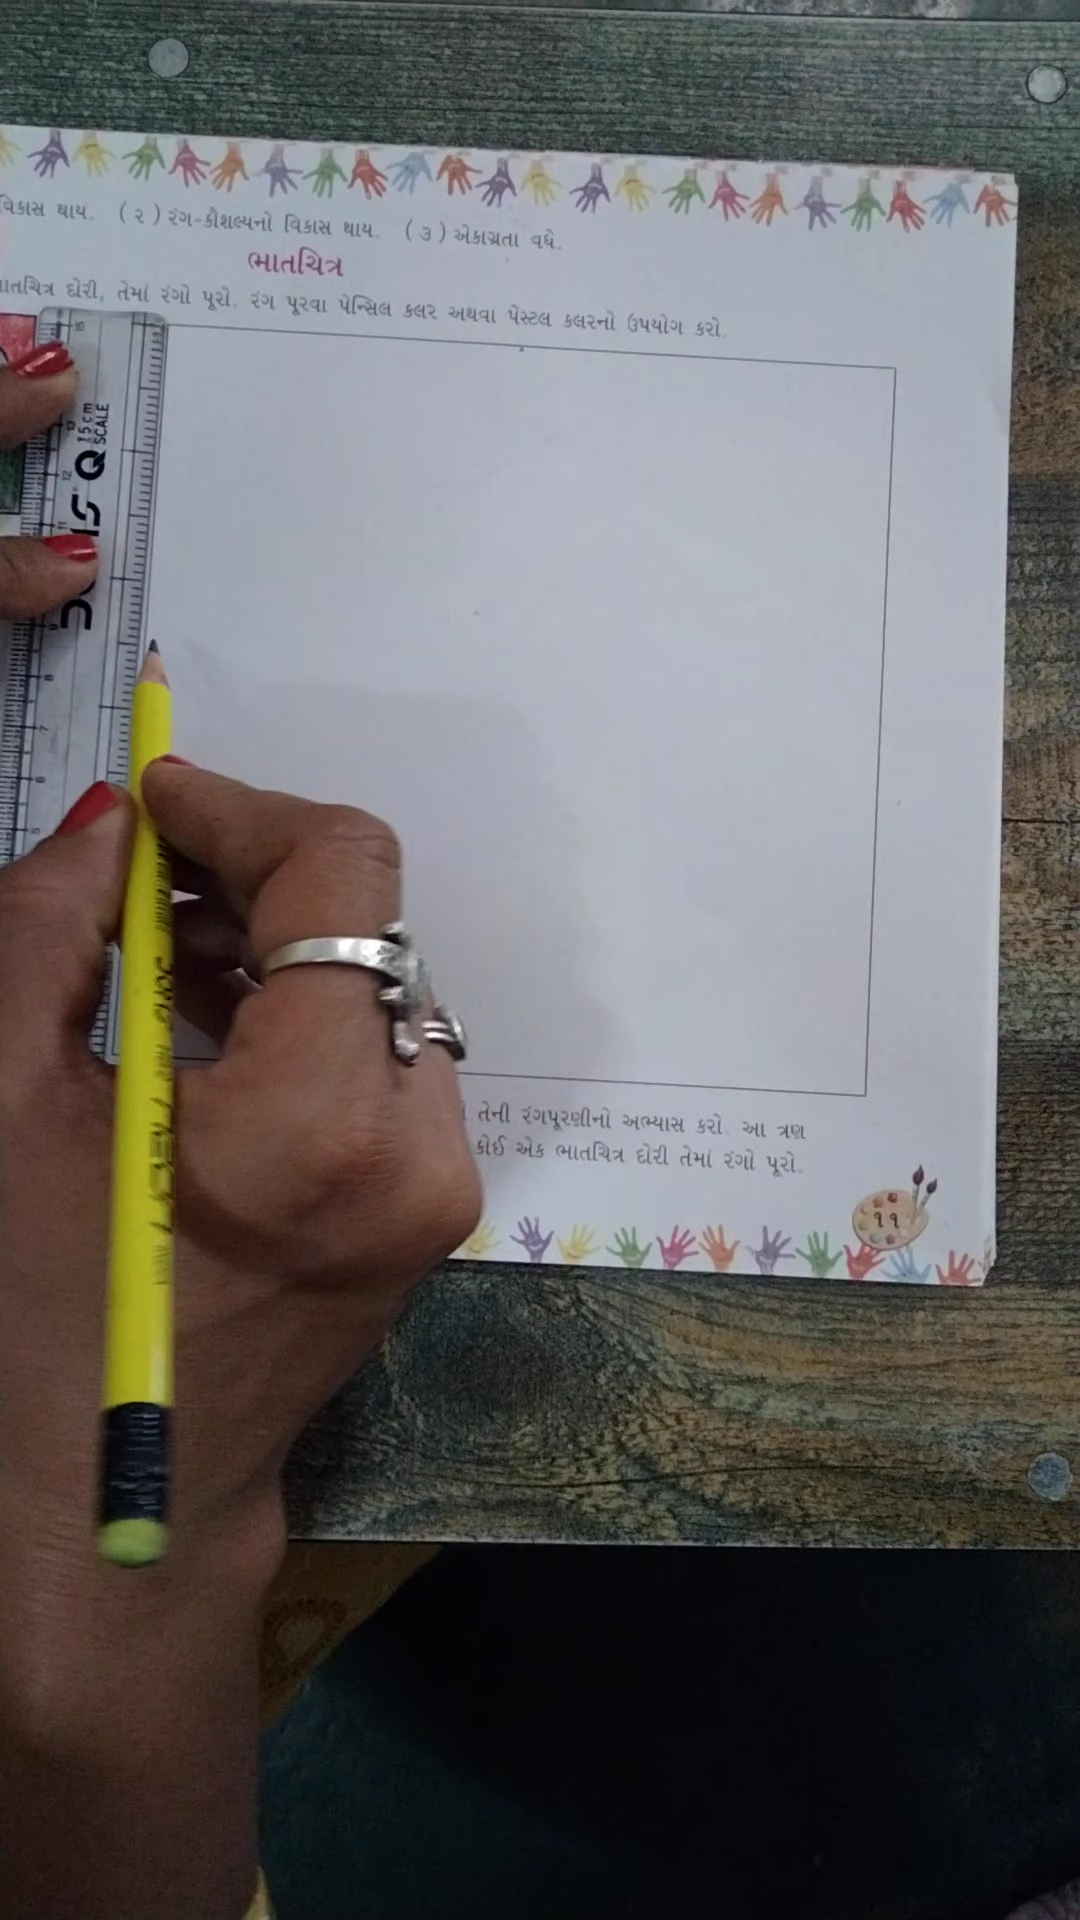 વિકાસ થાય. (૨) રંગ-કૌશલ્યનો વિકાસ થાય. (૩) એકાગ્રતા વધે.
ભાતચિત્ર
દોરી, તેમાં રંગો પૂરો. રંગ પૂરવા પેન્સિલ કલર અથવા પેસ્ટલ કલરનો ઉપયોગ કરો.
15cm
SCALE
તેની રંગપૂરણીનો અભ્યાસ કરો. આ ત્રણ
કોઈ એક ભાતચિત્ર દોરી તેમાં રંગો પૂરો.
૧૧